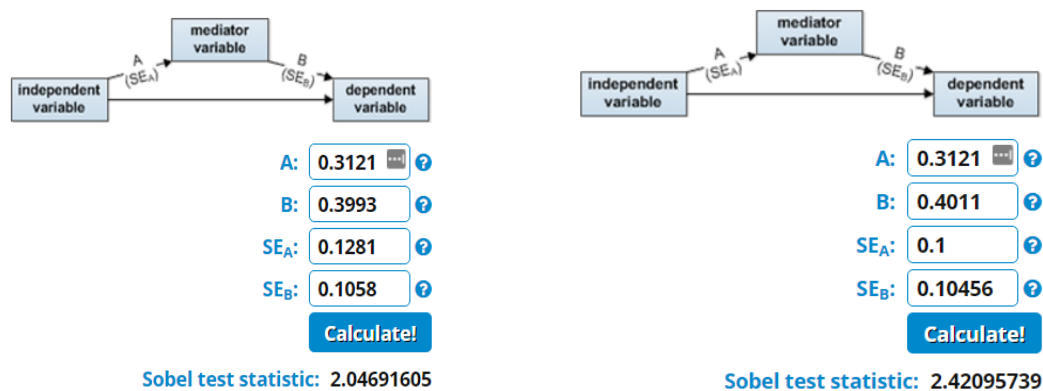 mediator
variable
A
(SEA)
B
(SEB)
independent
variable
dependent
variable
A: 0.3121
B: 0.3993
SEA: 0.1281
SEB: 0.1058
Calculate!
Sobel test statistic: 2.04691605
mediator
variable
A
(SEA)
B
(SEB)
independent
variable
dependent
variable
A: 0.3121
B: 0.4011
SEA: 0.1
SEB: 0.10456
Calculate!
Sobel test statistic: 2.42095739